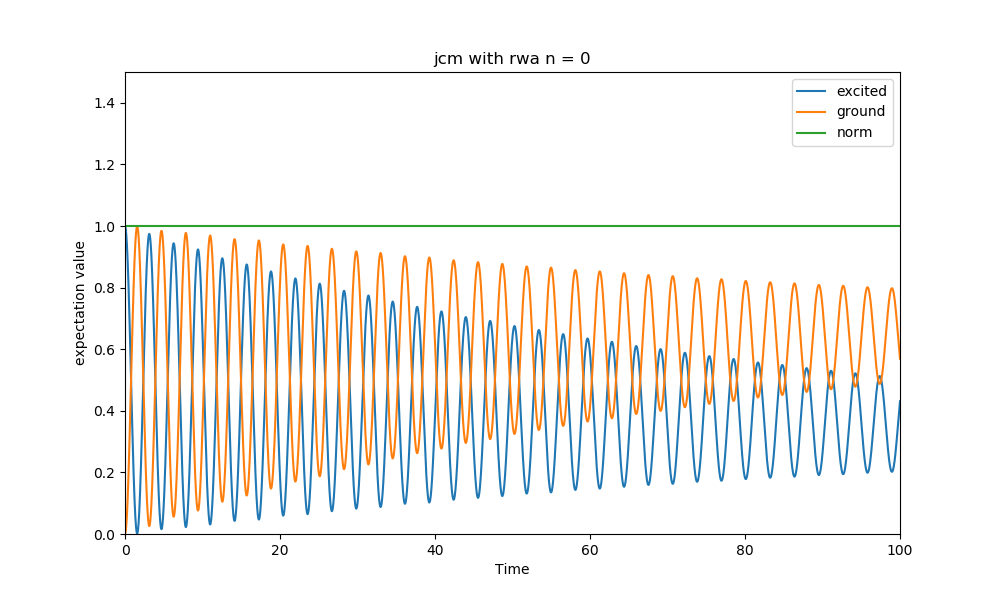 jcm with rwa n = 0
excited
ground
norm
expectation value
1.4
1.2
1.0
0.8
0.6
0.4
0.2
0.0
0 20 40 60 80 100
Time